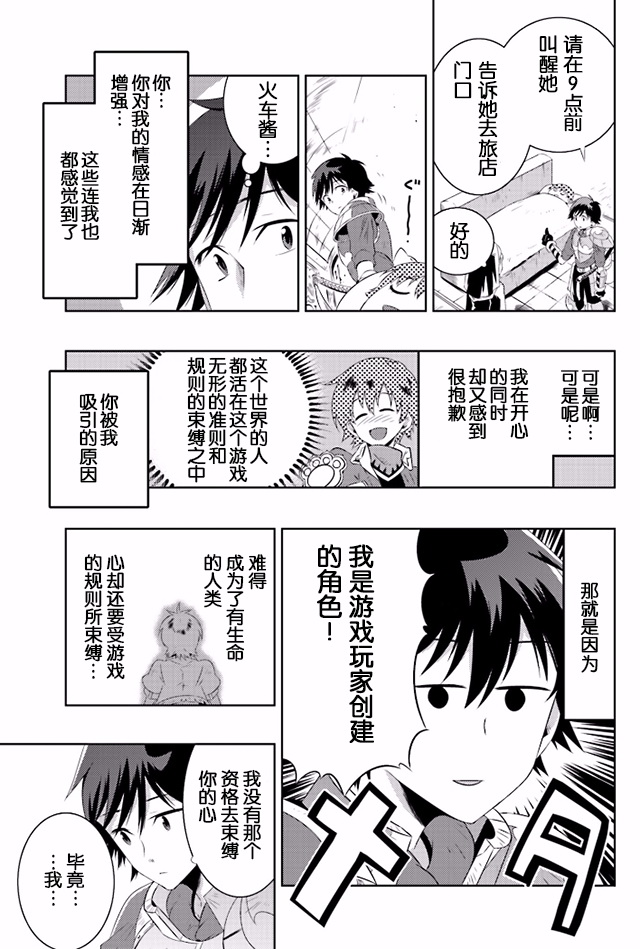 请在9点前
叫醒她
告诉她去旅店
门口
好的
火车酱…
你…
你对我的情感在日渐
增强…
这些连我也
都感觉到了
可是啊…
可是呢…
我在开心
的同时
却又感到
很抱歉
这个世界的人
都活在这个游戏
无形的准则和
规则的束缚之中
你被我
吸引的原因
那就是因为
我是游戏玩家创建
的角色！
难得
成为了有生命
的人类
心却还要受游戏
的规则所束缚…
我没有那个
资格去束缚
你的心
毕竟…
…我…